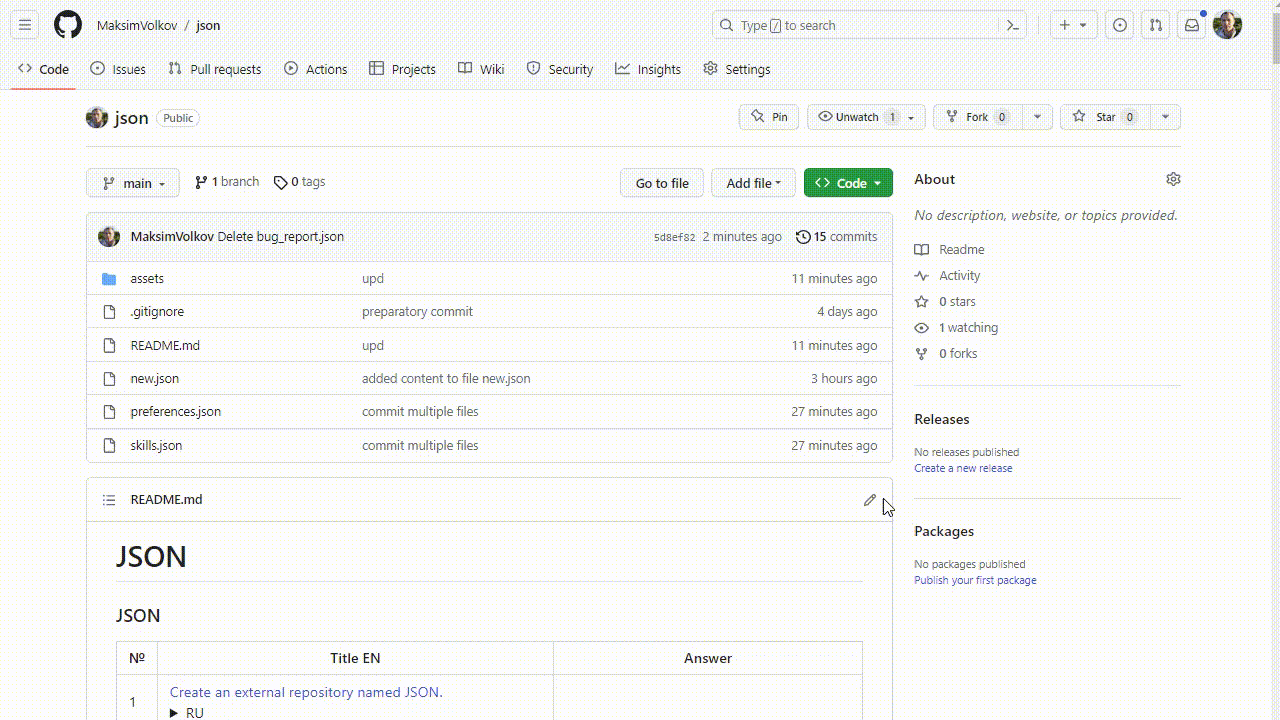 MaksimVolkov / json
Type / to search
Code Issues Pull requests Actions Projects Wiki Security Insights Settings
json Public
Pin Unwatch 1 Fork 0 Star 0
main 1 branch 0 tags
Go to file Add file Code
MaksimVolkov Delete bug_report.json 5d8ef82 2 minutes ago 15 commits
assets upd 11 minutes ago
.gitignore preparatory commit 4 days ago
README.md upd 11 minutes ago
new.json added content to file new.json 3 hours ago
preferences.json commit multiple files 27 minutes ago
skills.json commit multiple files 27 minutes ago
README.md
JSON
JSON
№ Title EN Answer
1 Create an external repository named JSON.
RU
About
No description, website, or topics provided.
Readme
Activity
0 stars
1 watching
0 forks
Releases
No releases published
Create a new release
Packages
No packages published
Publish your first package